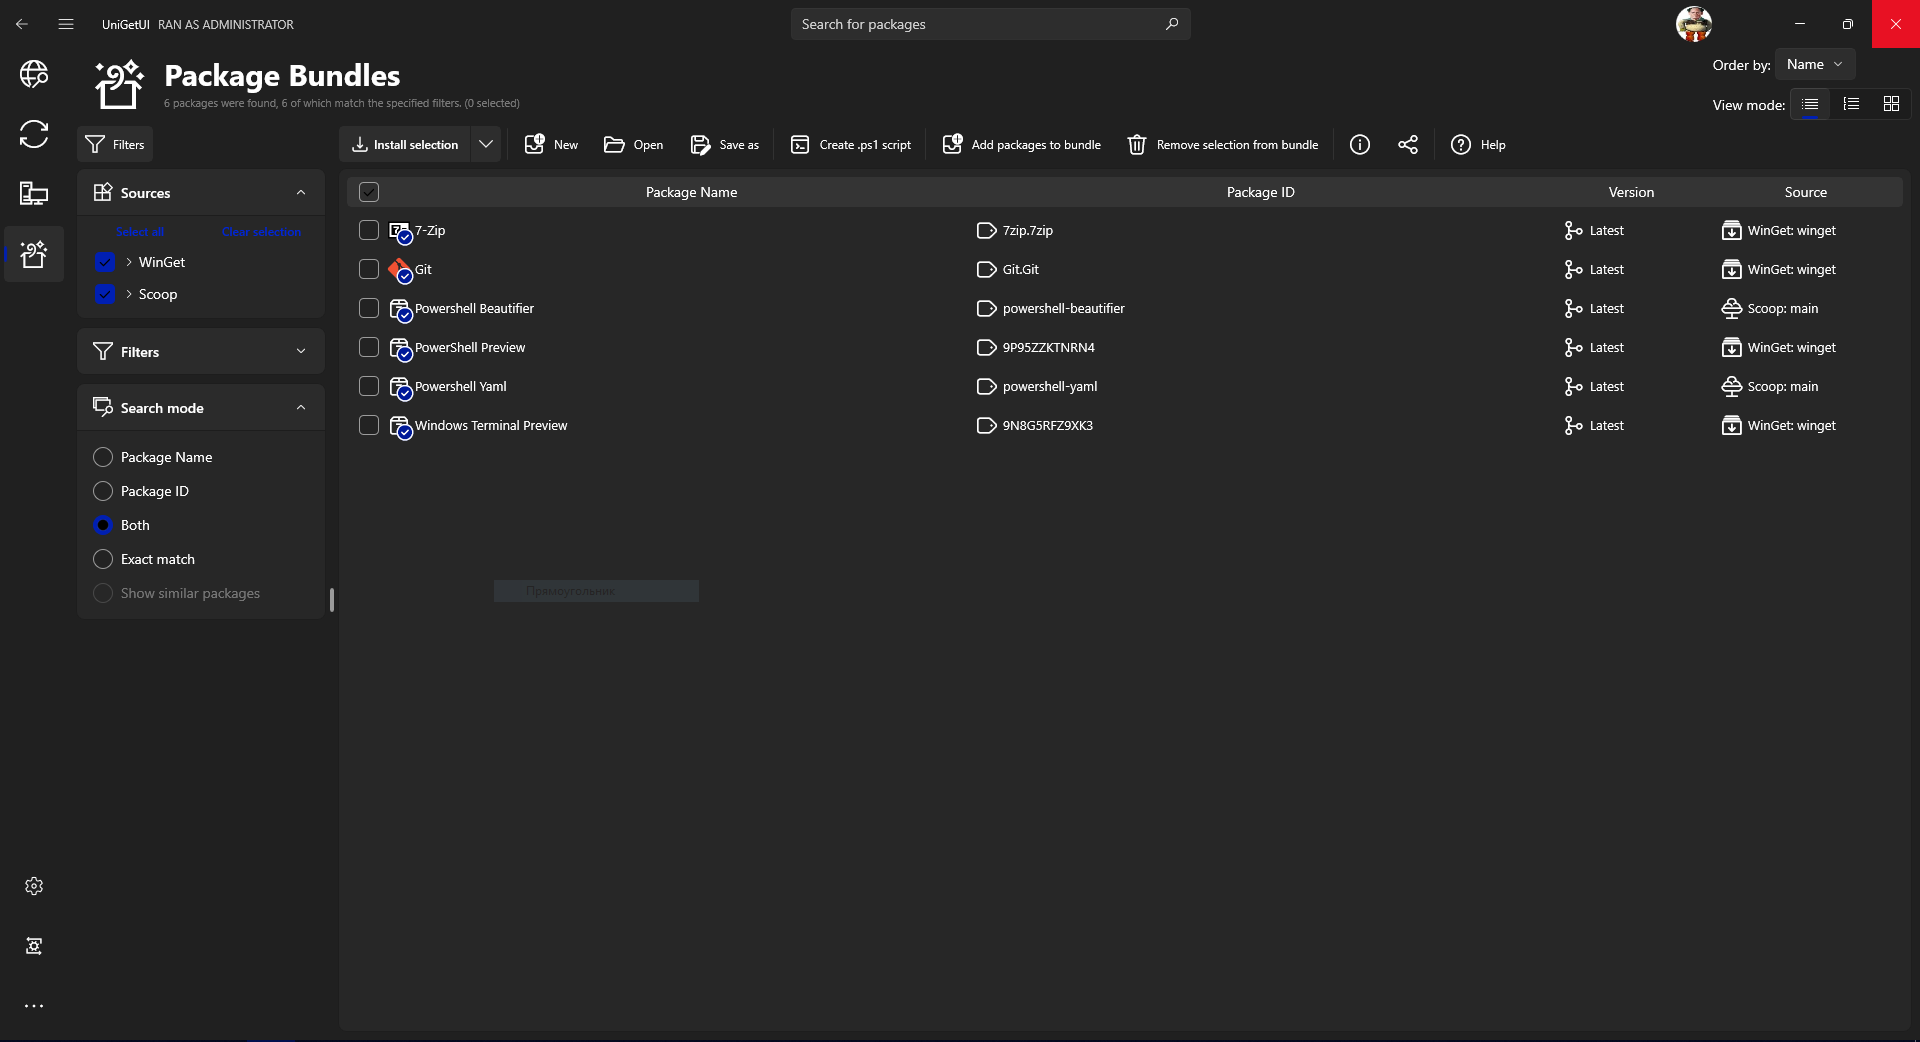 UniGetUI RAN AS ADMINISTRATOR
Search for packages
Package Bundles
6 packages were found, 6 of which match the specified filters. (0 selected)
Order by: Name
View mode:
Filters
Install selection
New
Open
Save as
Create .ps1 script
Add packages to bundle
Remove selection from bundle
Help
Sources
Select all
Clear selection
WinGet
Scoop
Filters
Search mode
Package Name
Package ID
Both
Exact match
Show similar packages
Package Name Package ID Version Source
7-Zip 7zip.7zip Latest WinGet: winget
Git Git.Git Latest WinGet: winget
Powershell Beautifier powershell-beautifier Latest Scoop: main
PowerShell Preview 9P95ZZKTNRN4 Latest WinGet: winget
Powershell Yaml powershell-yaml Latest Scoop: main
Windows Terminal Preview 9N8G5RFZ9XK3 Latest WinGet: winget
Прямоугольник